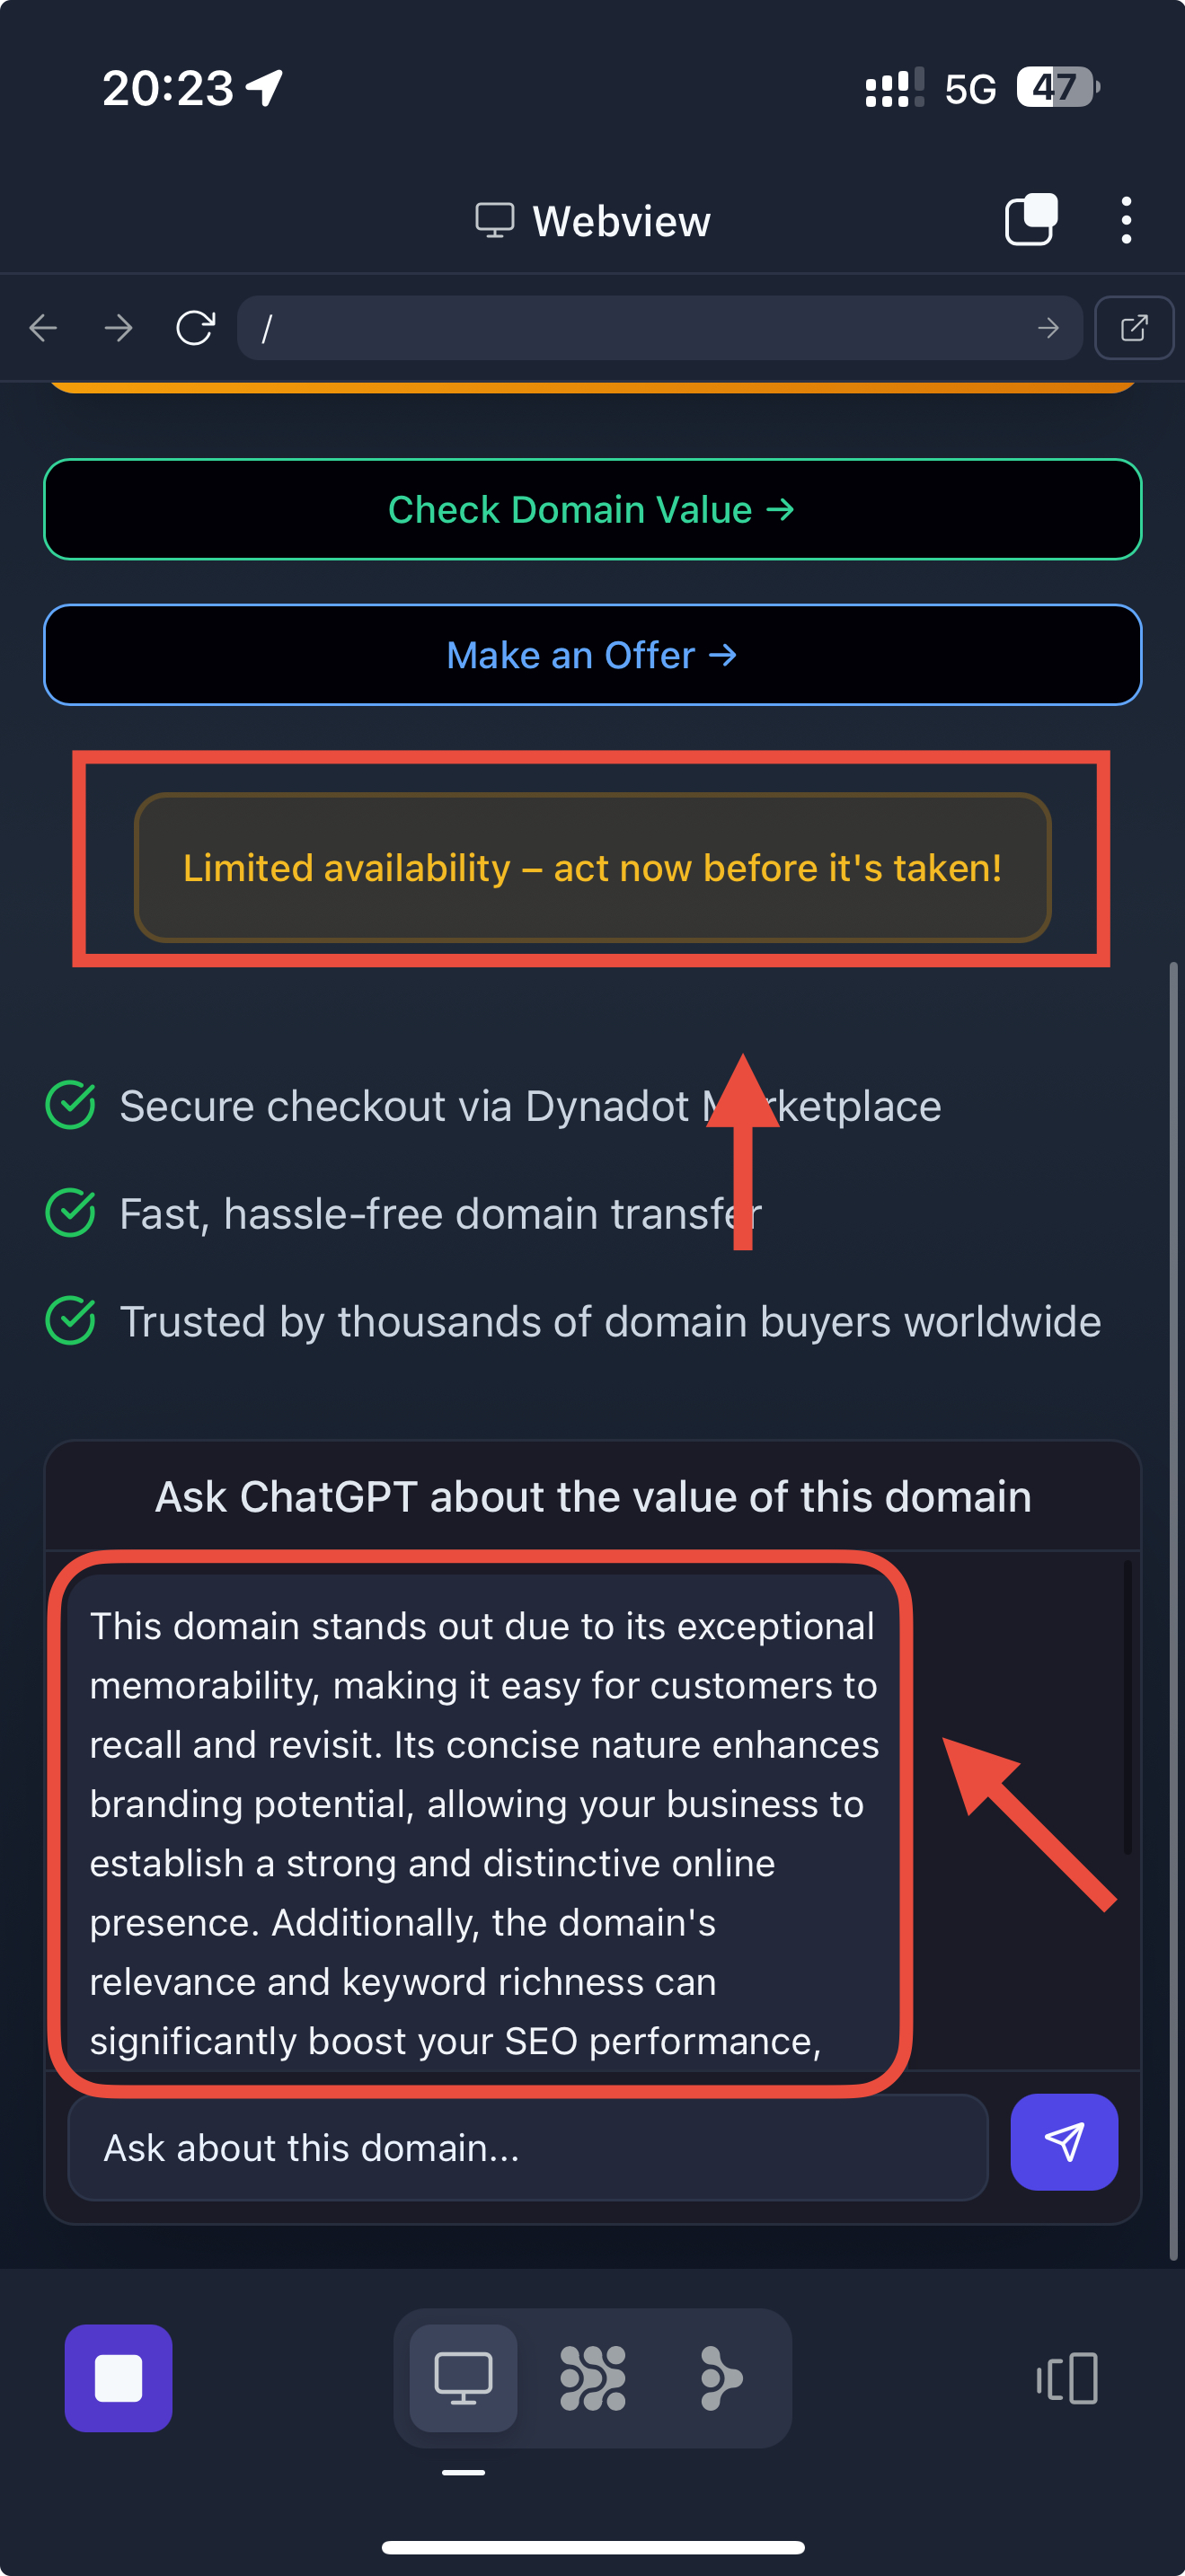 20:23
5G
47
Webview
/
Check Domain Value →
Make an Offer →
Limited availability – act now before it's taken!
Secure checkout via Dynadot Marketplace
Fast, hassle-free domain transfer
Trusted by thousands of domain buyers worldwide
Ask ChatGPT about the value of this domain
This domain stands out due to its exceptional
memorability, making it easy for customers to
recall and revisit. Its concise nature enhances
branding potential, allowing your business to
establish a strong and distinctive online
presence. Additionally, the domain's
relevance and keyword richness can
significantly boost your SEO performance,
Ask about this domain...